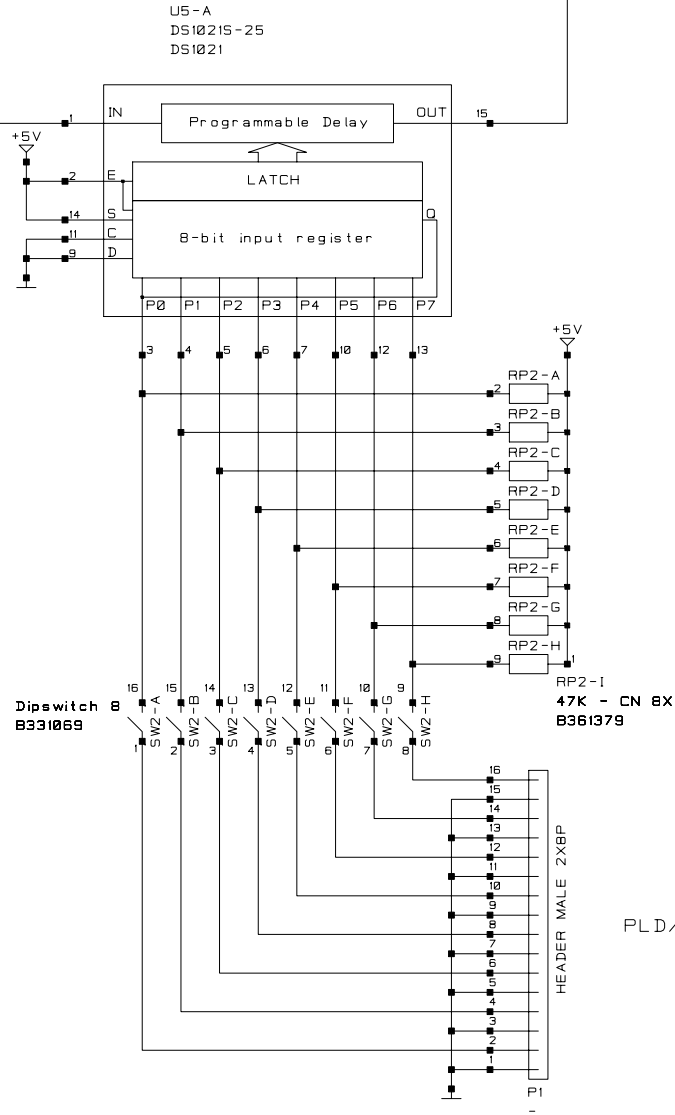 U5-A
DS1021S-25
DS1021
IN
Programmable Delay
OUT
1
15
+5V
2
E
LATCH
14
S
Q
11
C
8-bit input register
9
D
P0 P1 P2 P3 P4 P5 P6 P7
3 4 5 6 7 10 12 13
+5V
RP2-A
2
RP2-B
3
RP2-C
4
RP2-D
5
RP2-E
6
RP2-F
7
RP2-G
8
RP2-H
9
1
RP2-I
47K - CN 8X
B361379
Dipswitch 8
B331069
16 15 14 13 12 11 10 9
SW2-A SW2-B SW2-C SW2-D SW2-E SW2-F SW2-G SW2-H
1 2 3 4 5 6 7 8
16
15
14
13
12
11
10
9
8
7
6
5
4
3
2
1
HEADER MALE 2X8P
PLD/
P1
-